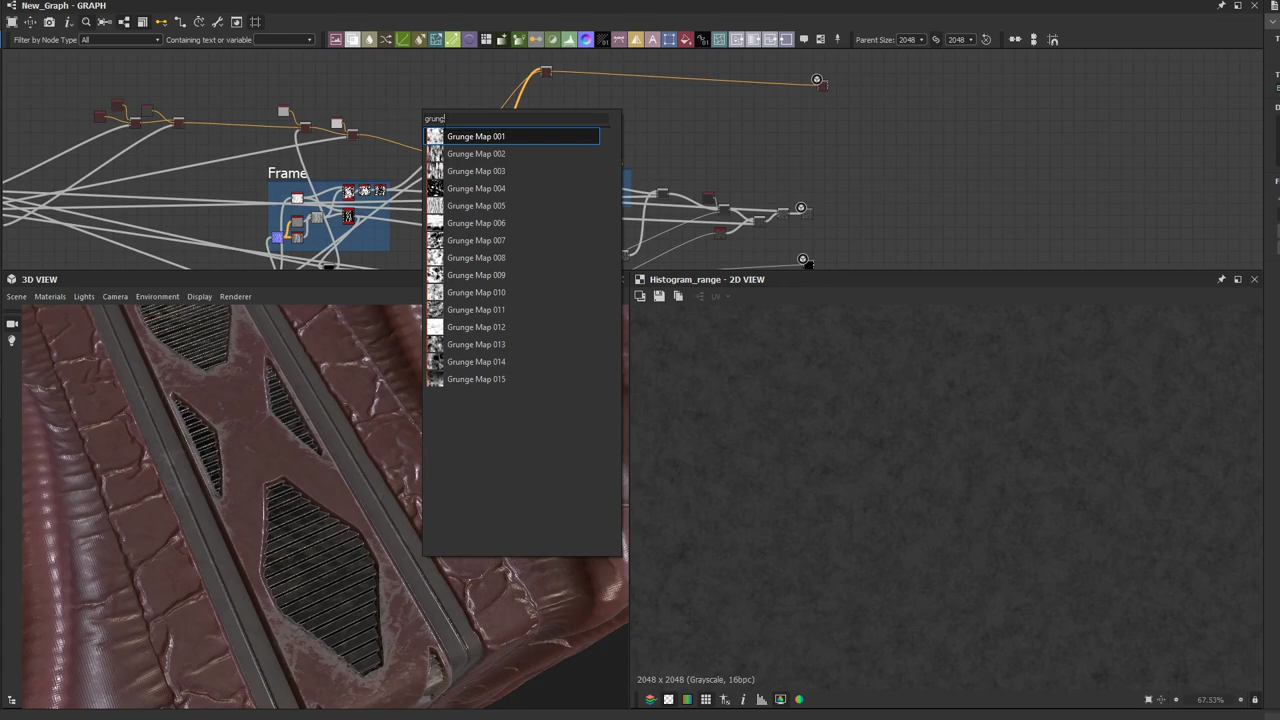 New_Graph - GRAPH
Filter by Node Type All Containing text or variable Parent Size: 2048 2048
grung
Grunge Map 001
Grunge Map 002
Grunge Map 003
Grunge Map 004
Grunge Map 005
Grunge Map 006
Grunge Map 007
Grunge Map 008
Grunge Map 009
Grunge Map 010
Grunge Map 011
Grunge Map 012
Grunge Map 013
Grunge Map 014
Grunge Map 015
Frame
3D VIEW
Scene Materials Lights Camera Environment Display Renderer
Histogram_range - 2D VIEW
UV
2048 x 2048 (Grayscale, 16bpc)
67.53%